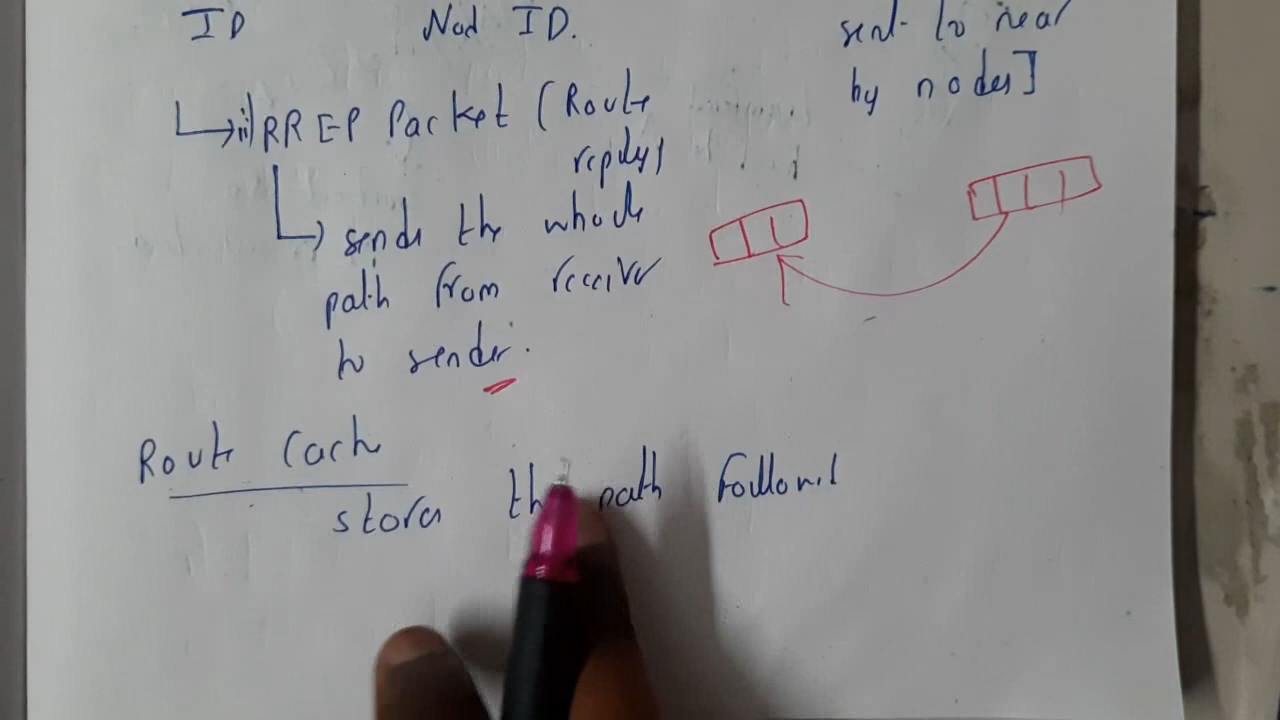 ID Nod ID.
sent to near
by nodes]
ii) RREP Packet (Route
reply)
sends the whole
path from receiver
to sender.
Route Cache
stores the path followed